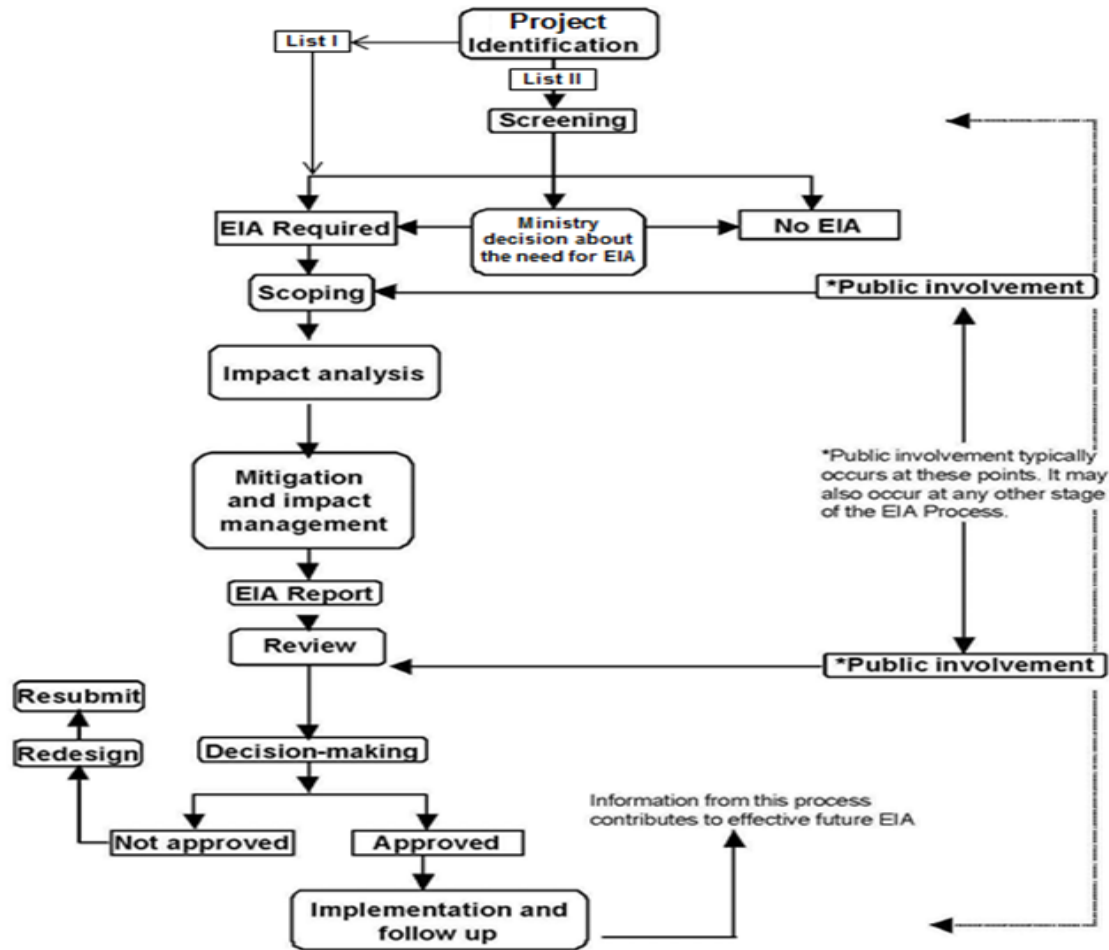 Project
Identification
List I
List II
Screening
EIA Required
Ministry
decision about
the need for EIA
No EIA
Scoping
*Public involvement
Impact analysis
*Public involvement typically
occurs at these points. It may
also occur at any other stage
of the EIA Process.
Mitigation
and impact
management
EIA Report
Review
*Public involvement
Resubmit
Redesign
Decision-making
Information from this process
contributes to effective future EIA
Not approved
Approved
Implementation and
follow up